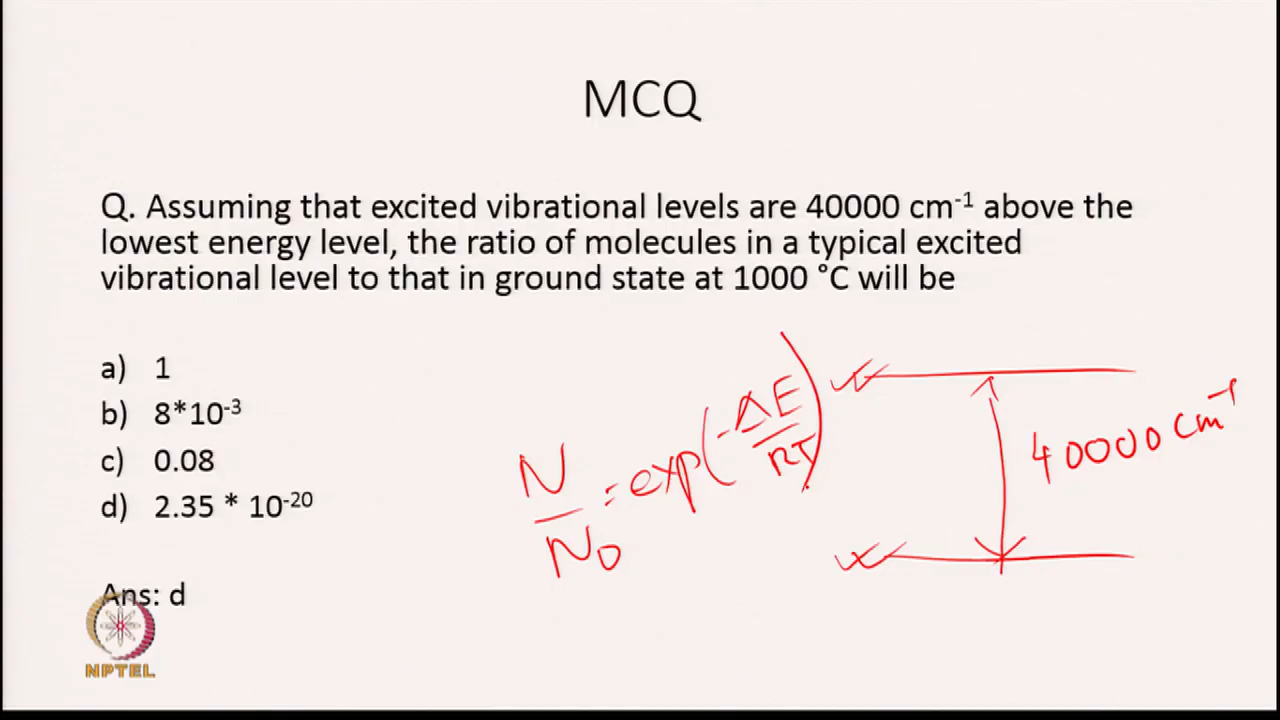 MCQ
Q. Assuming that excited vibrational levels are 40000 cm-1 above the
lowest energy level, the ratio of molecules in a typical excited
vibrational level to that in ground state at 1000 °C will be
a) 1
b) 8*10-3
c) 0.08
d) 2.35 * 10-20
N/N0 = exp(-ΔE/RT)
40000 cm-1
Ans: d
NPTEL